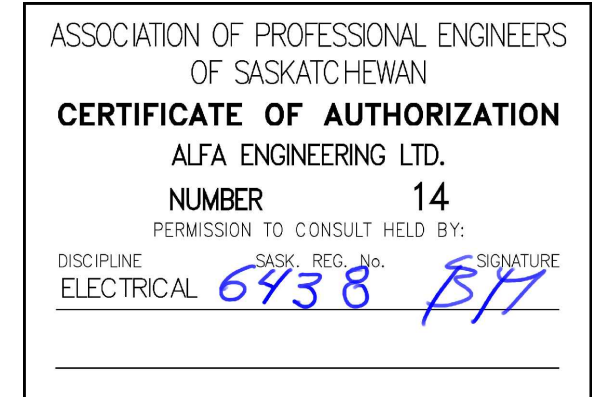 ASSOCIATION OF PROFESSIONAL ENGINEERS
OF SASKATCHEWAN
CERTIFICATE OF AUTHORIZATION
ALFA ENGINEERING LTD.
NUMBER 14
PERMISSION TO CONSULT HELD BY:
DISCIPLINE SASK. REG. No. SIGNATURE
ELECTRICAL 6438 BM